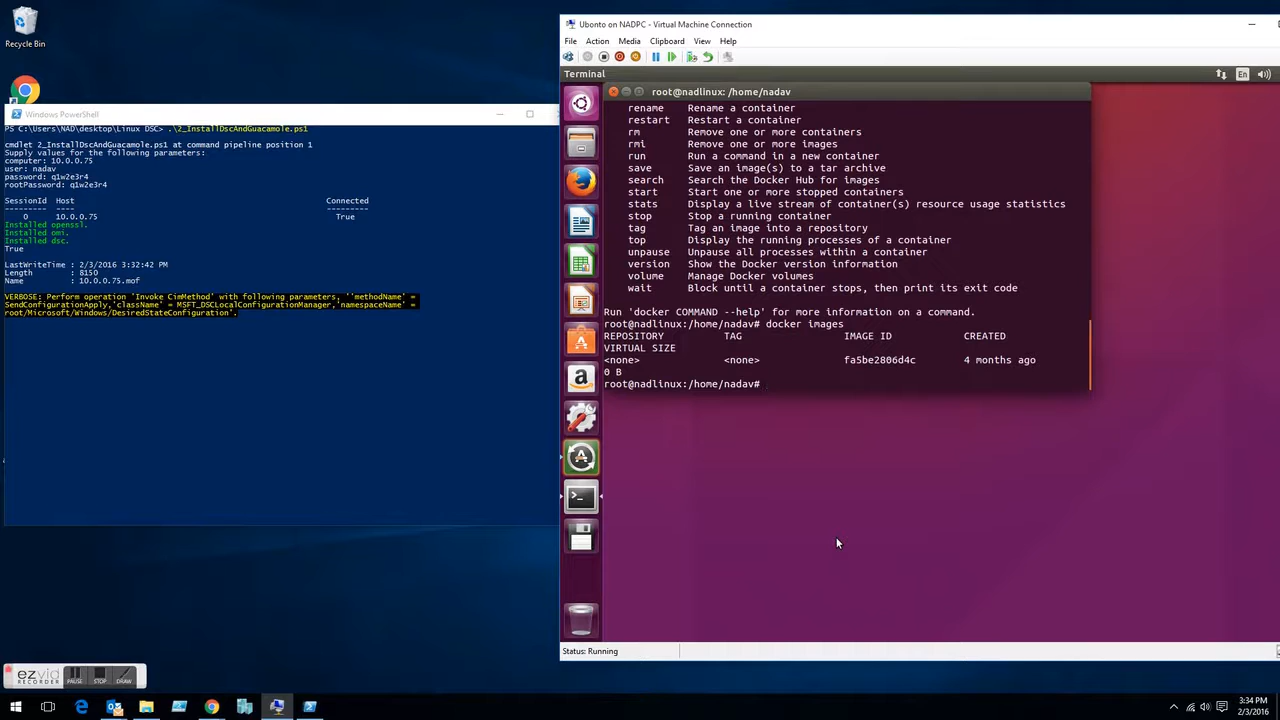 Recycle Bin
Windows PowerShell
PS C:\Users\NAD\desktop\Linux DSC> .\2_InstallDscAndGuacamole.ps1
cmdlet 2_InstallDscAndGuacamole.ps1 at command pipeline position 1
Supply values for the following parameters:
computer: 10.0.0.75
user: nadav
password: q1w2e3r4
rootPassword: q1w2e3r4
SessionId Host Connected
--------- ---- ---------
0 10.0.0.75 True
Installed openssl.
Installed omi.
Installed dsc.
True
LastWriteTime : 2/3/2016 3:32:42 PM
Length : 8150
Name : 10.0.0.75.mof
VERBOSE: Perform operation 'Invoke CimMethod' with following parameters, ''methodName' =
SendConfigurationApply,'className' = MSFT_DSCLocalConfigurationManager,'namespaceName' =
root/Microsoft/Windows/DesiredStateConfiguration'.
Ubonto on NADPC - Virtual Machine Connection
File Action Media Clipboard View Help
Terminal
En
root@nadlinux: /home/nadav
rename Rename a container
restart Restart a container
rm Remove one or more containers
rmi Remove one or more images
run Run a command in a new container
save Save an image(s) to a tar archive
search Search the Docker Hub for images
start Start one or more stopped containers
stats Display a live stream of container(s) resource usage statistics
stop Stop a running container
tag Tag an image into a repository
top Display the running processes of a container
unpause Unpause all processes within a container
version Show the Docker version information
volume Manage Docker volumes
wait Block until a container stops, then print its exit code
Run 'docker COMMAND --help' for more information on a command.
root@nadlinux:/home/nadav# docker images
REPOSITORY TAG IMAGE ID CREATED
VIRTUAL SIZE
<none> <none> fa5be2806d4c 4 months ago
0 B
root@nadlinux:/home/nadav#
Status: Running
ezvid
RECORDER
PAUSE STOP DRAW
3:34 PM
2/3/2016